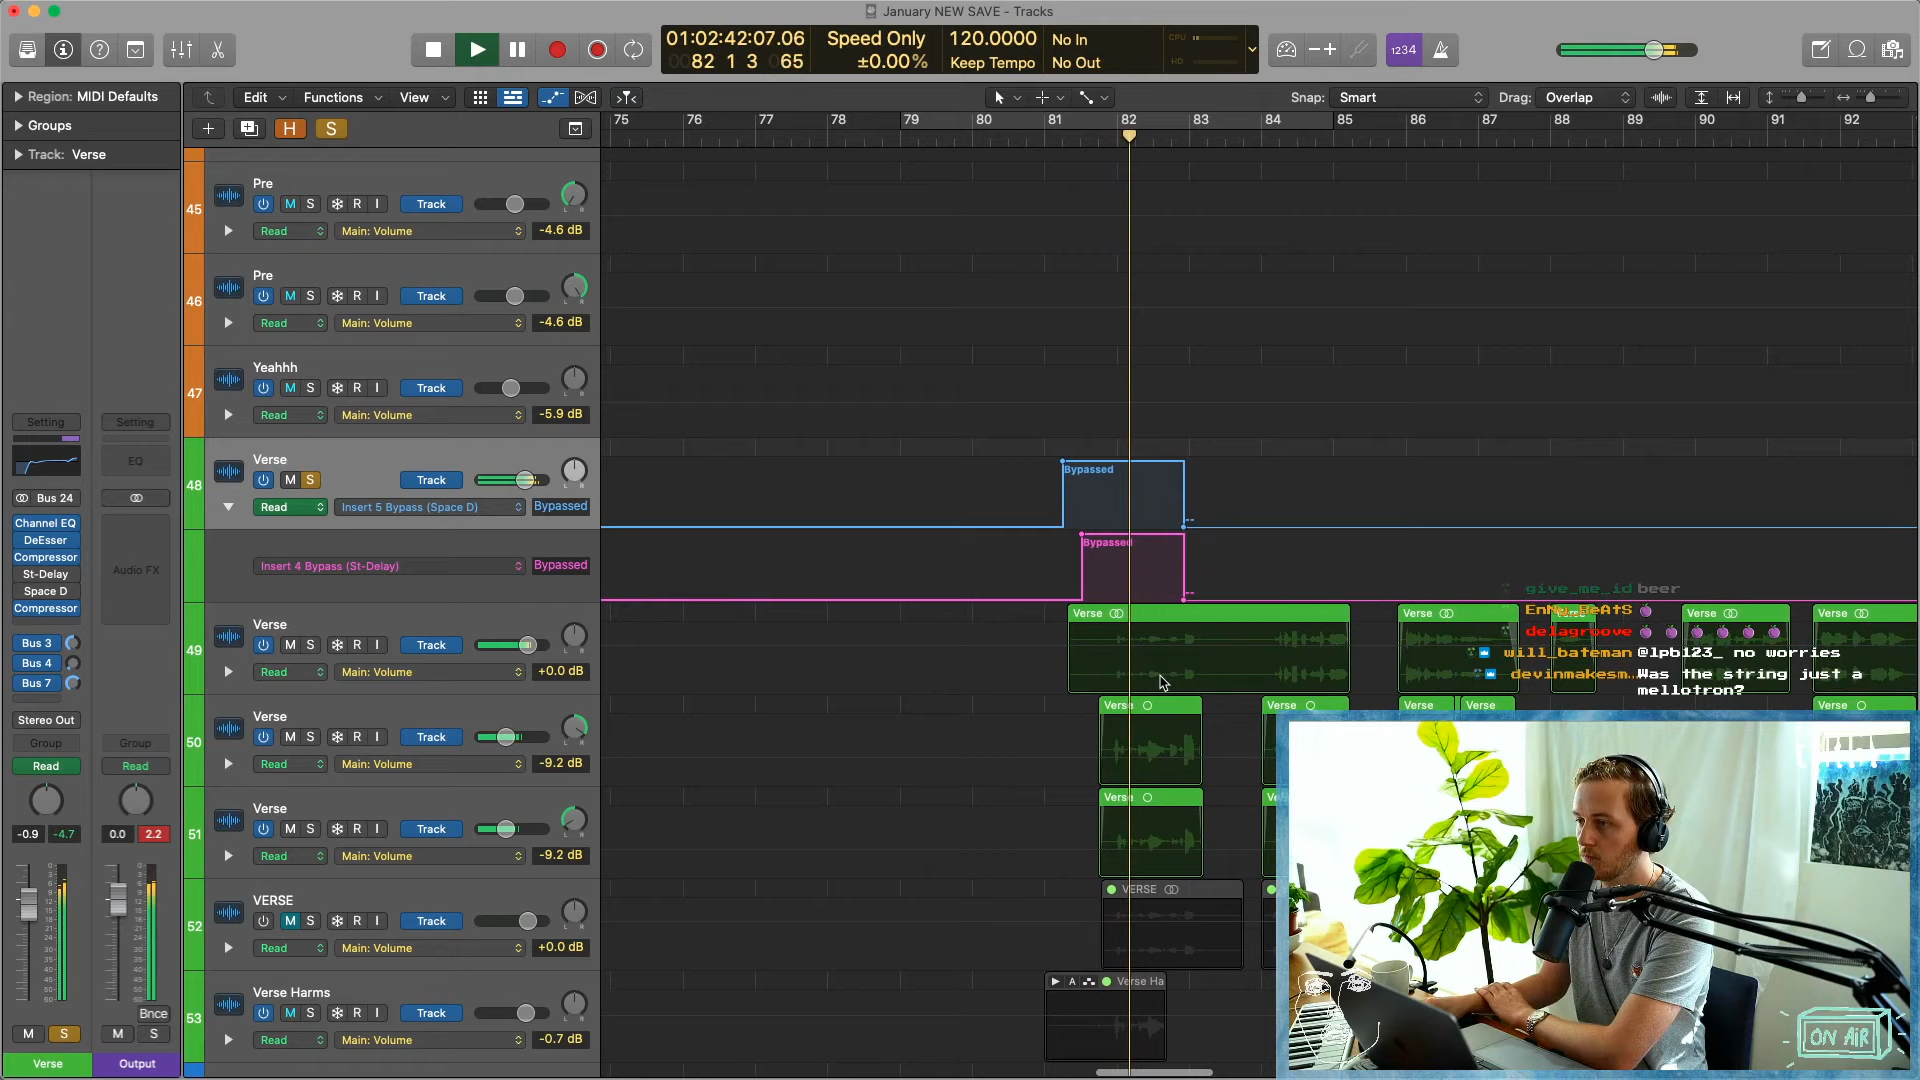 January NEW SAVE - Tracks
01:02:42:07.06
0082 1 3 065
Speed Only
±0.00%
120.0000
Keep Tempo
No In
No Out
CPU
HD
1234
Region: MIDI Defaults
Groups
Track: Verse
Edit
Functions
View
Snap: Smart
Drag: Overlap
H
S
75
76
77
78
79
80
81
82
83
84
85
86
87
88
89
90
91
92
45
Pre
M S R I
Track
L R
Read
Main: Volume
-4.6 dB
46
Pre
M S R I
Track
L R
Read
Main: Volume
-4.6 dB
47
Yeahhh
M S R I
Track
L R
Read
Main: Volume
-5.9 dB
48
Verse
M S
Track
L R
Read
Insert 5 Bypass (Space D)
Bypassed
Bypassed
Insert 4 Bypass (St-Delay)
Bypassed
Bypassed
49
Verse
M S R I
Track
L R
Read
Main: Volume
+0.0 dB
Verse
Verse
Verse
Verse
50
Verse
M S R I
Track
L R
Read
Main: Volume
-9.2 dB
Verse
Verse
Verse
Verse
Verse
51
Verse
M S R I
Track
L R
Read
Main: Volume
-9.2 dB
Verse
52
VERSE
M S R I
Track
L R
Read
Main: Volume
+0.0 dB
VERSE
53
Verse Harms
M S R I
Track
L R
Read
Main: Volume
-0.7 dB
A
Verse Ha
Setting
Setting
EQ
Bus 24
Channel EQ
DeEsser
Compressor
St-Delay
Space D
Compressor
Audio FX
Bus 3
Bus 4
Bus 7
Stereo Out
Group
Group
Read
Read
-0.9 -4.7
0.0 2.2
Bnce
M S
M S
Verse
Output
give_me_id beer
EnNy_BeAtS
delagroove
will_bateman @lpb123_ no worries
devinmakesm... Was the string just a
mellotron?
ON AiR